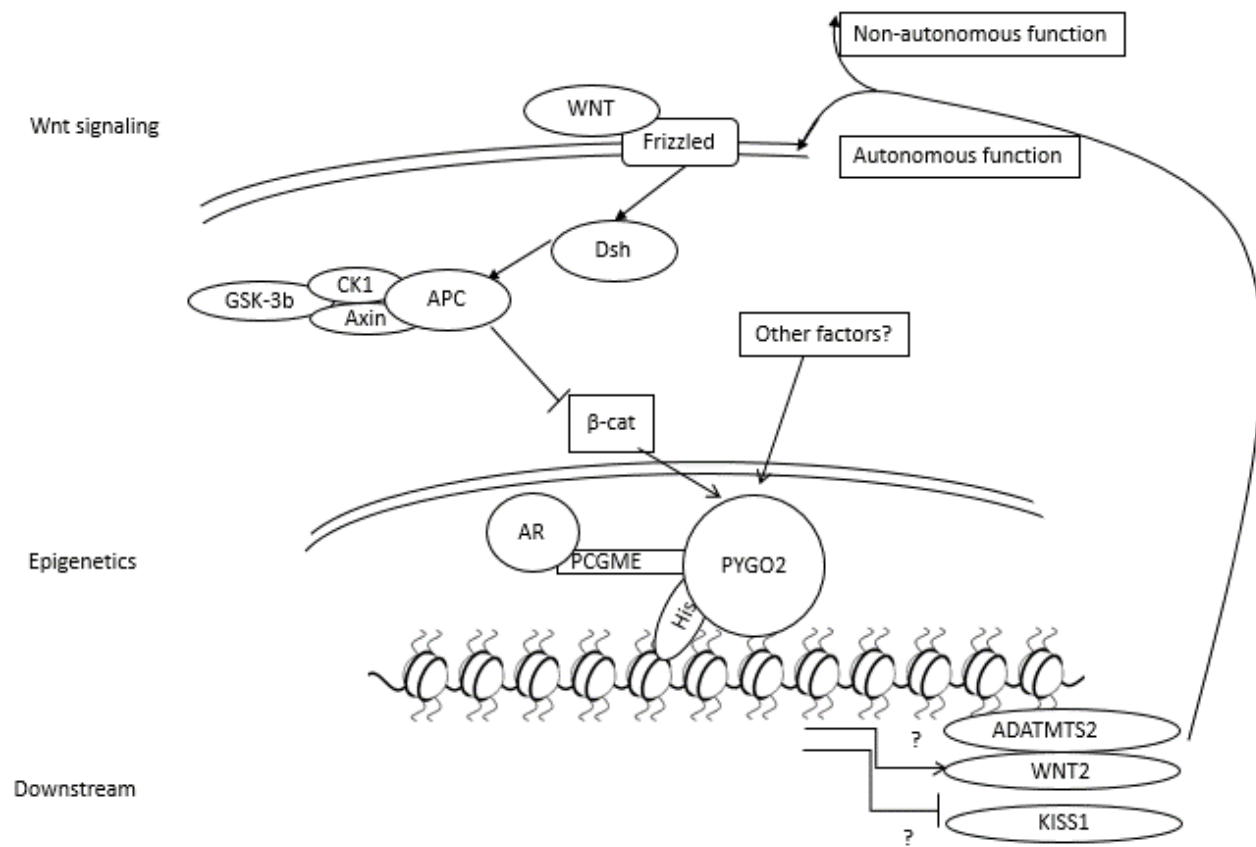 Non-autonomous function
WNT
Wnt signaling
Frizzled
Autonomous function
Dsh
CK1
GSK-3b
APC
Axin
Other factors?
β-cat
AR
Epigenetics
PCGME
PYGO2
His
ADATMTS2
?
WNT2
Downstream
KISS1
?